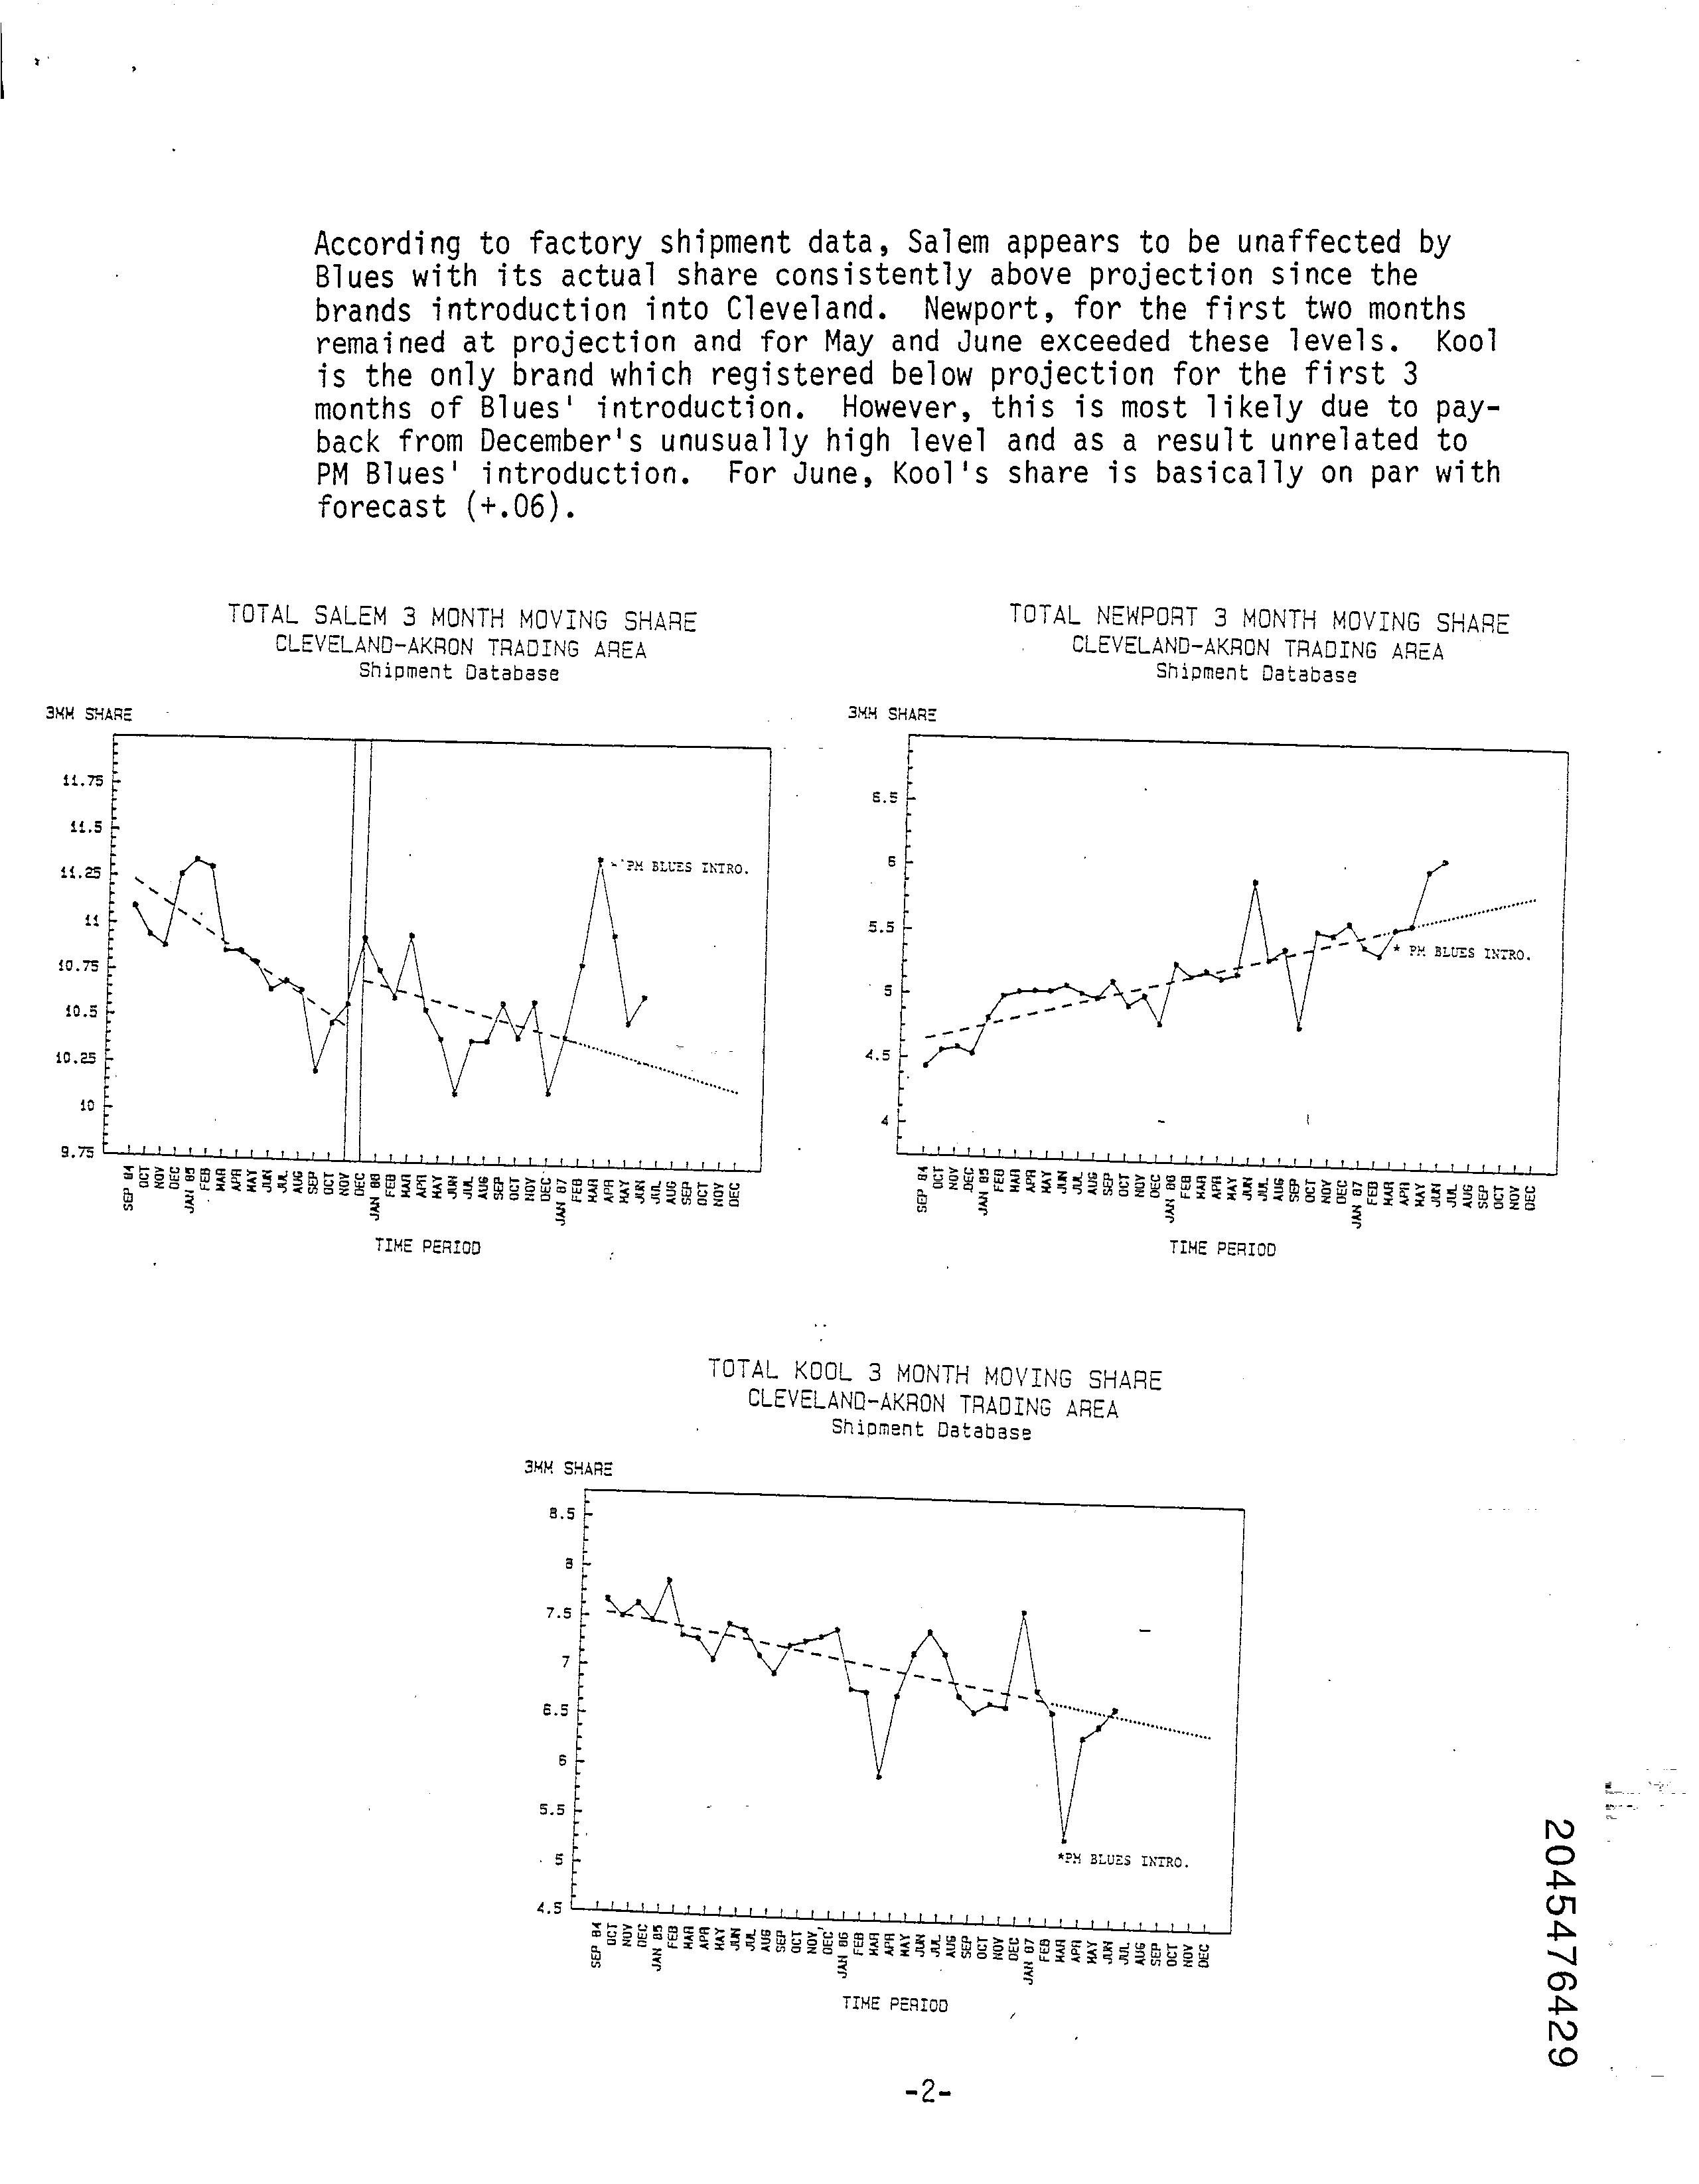 According to factory shipment data, Salem appears to be unaffected by
Blues with its actual share consistently above projection since the
brands introduction into Cleveland. Newport, for the first two months
remained at projection and for May and June exceeded these levels. Kool
is the only brand which registered below projection for the first 3
months of Blues' introduction. However, this is most likely due to pay-
back from December's unusually high level and as a result unrelated to
PM Blues' introduction. For June, Kool's share is basically on par with
forecast (+.06).
TOTAL SALEM 3 MONTH MOVING SHARE
CLEVELAND-AKRON TRADING AREA
Shipment Database
3MM SHARE
11.75
11.5
11.25
11
10.75
10.5
10.25
10
9.75
PM BLUES INTRO.
SEP 84 OCT NOV DEC JAN 85 FEB MAR APR MAY JUN JUL AUG SEP OCT NOV DEC JAN 86 FEB MAR APR MAY JUN JUL AUG SEP OCT NOV DEC JAN 87 FEB MAR APR MAY JUN JUL AUG SEP OCT NOV DEC
TIME PERIOD
TOTAL NEWPORT 3 MONTH MOVING SHARE
CLEVELAND-AKRON TRADING AREA
Shipment Database
3MM SHARE
6.5
6
5.5
5
4.5
4
* PM BLUES INTRO.
SEP 84 OCT NOV DEC JAN 85 FEB MAR APR MAY JUN JUL AUG SEP OCT NOV DEC JAN 86 FEB MAR APR MAY JUN JUL AUG SEP OCT NOV DEC JAN 87 FEB MAR APR MAY JUN JUL AUG SEP OCT NOV DEC
TIME PERIOD
TOTAL KOOL 3 MONTH MOVING SHARE
CLEVELAND-AKRON TRADING AREA
Shipment Database
3MM SHARE
8.5
8
7.5
7
6.5
6
5.5
5
4.5
*PM BLUES INTRO.
SEP 84 OCT NOV DEC JAN 85 FEB MAR APR MAY JUN JUL AUG SEP OCT NOV DEC JAN 86 FEB MAR APR MAY JUN JUL AUG SEP OCT NOV DEC JAN 87 FEB MAR APR MAY JUN JUL AUG SEP OCT NOV DEC
TIME PERIOD
2045476429
-2-